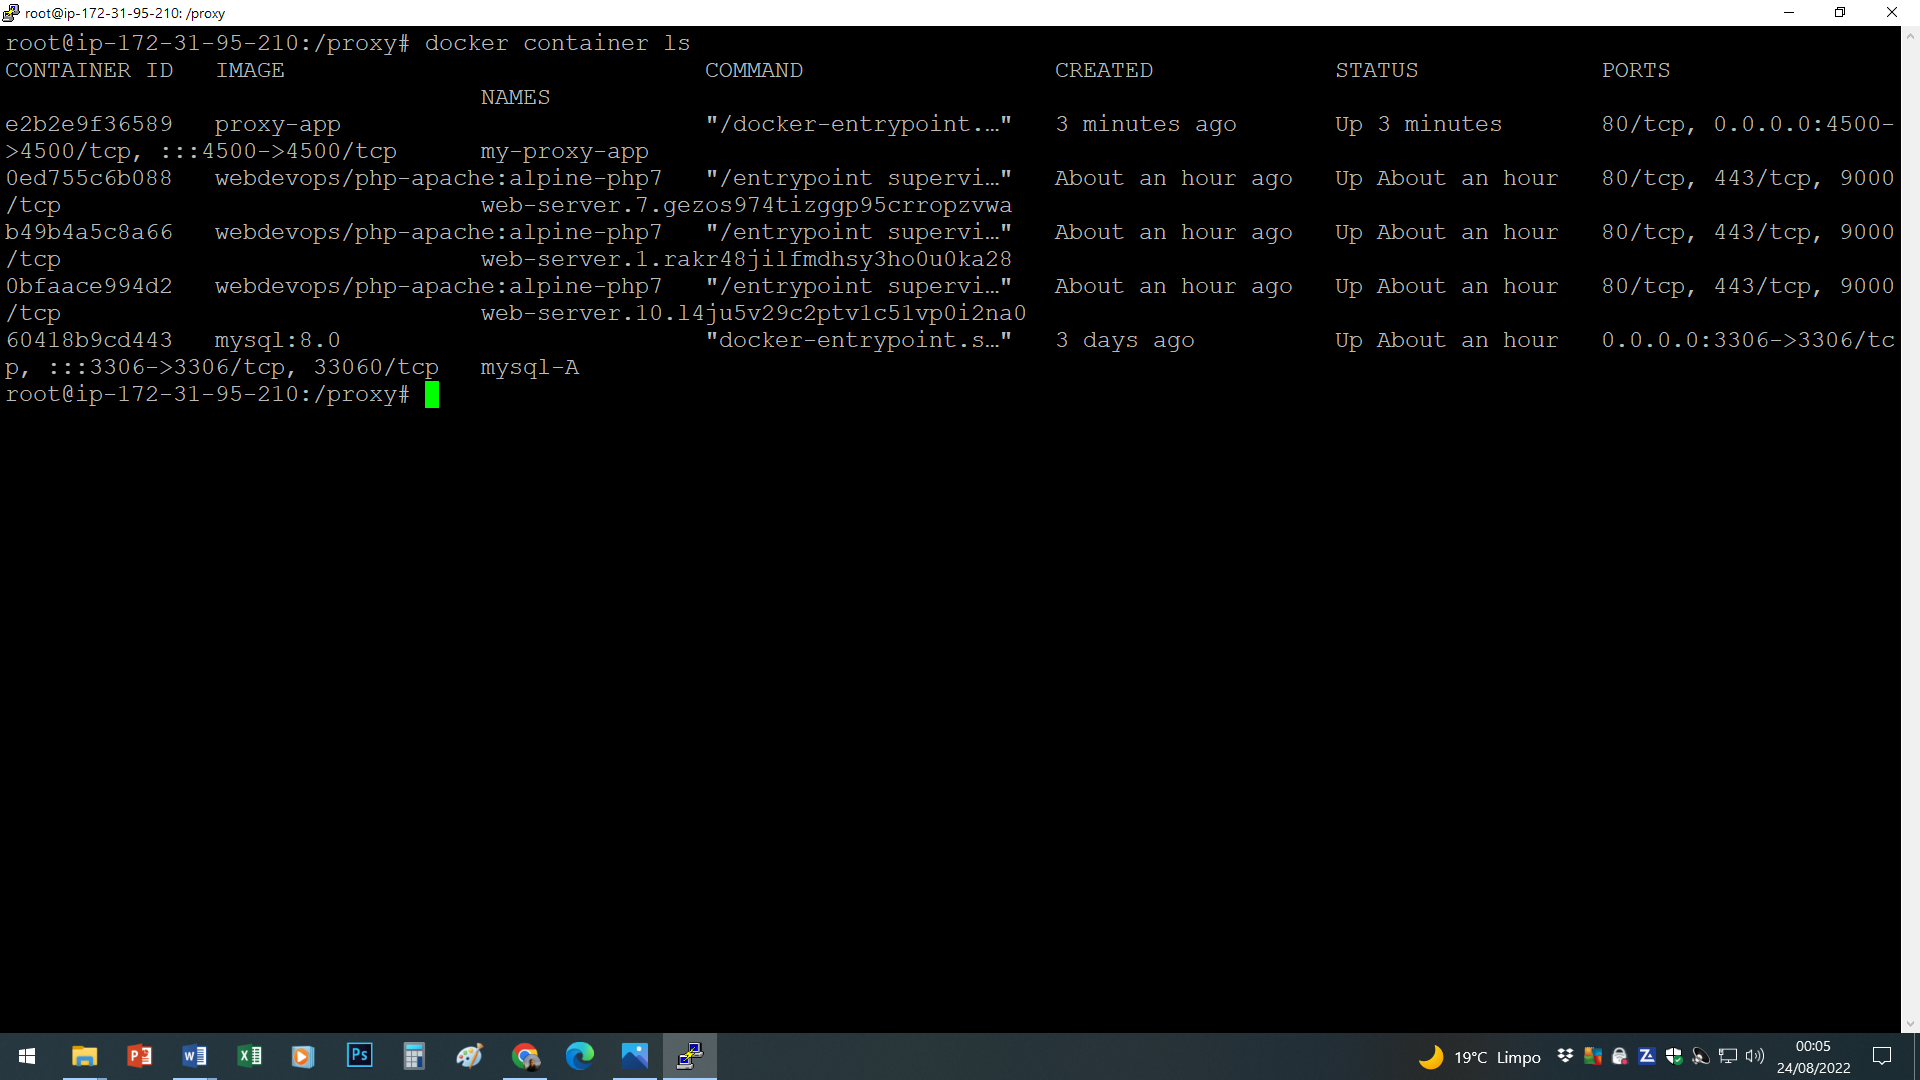 root@ip-172-31-95-210: /proxy
root@ip-172-31-95-210:/proxy# docker container ls
CONTAINER ID   IMAGE                              COMMAND                  CREATED             STATUS             PORTS
NAMES
e2b2e9f36589   proxy-app                          "/docker-entrypoint.…"   3 minutes ago       Up 3 minutes       80/tcp, 0.0.0.0:4500-
>4500/tcp, :::4500->4500/tcp      my-proxy-app
0ed755c6b088   webdevops/php-apache:alpine-php7   "/entrypoint supervi…"   About an hour ago   Up About an hour   80/tcp, 443/tcp, 9000
/tcp                              web-server.7.gezos974tizggp95crropzvwa
b49b4a5c8a66   webdevops/php-apache:alpine-php7   "/entrypoint supervi…"   About an hour ago   Up About an hour   80/tcp, 443/tcp, 9000
/tcp                              web-server.1.rakr48jilfmdhsy3ho0u0ka28
0bfaace994d2   webdevops/php-apache:alpine-php7   "/entrypoint supervi…"   About an hour ago   Up About an hour   80/tcp, 443/tcp, 9000
/tcp                              web-server.10.l4ju5v29c2ptv1c51vp0i2na0
60418b9cd443   mysql:8.0                          "docker-entrypoint.s…"   3 days ago          Up About an hour   0.0.0.0:3306->3306/tc
p, :::3306->3306/tcp, 33060/tcp   mysql-A
root@ip-172-31-95-210:/proxy#
19°C Limpo
00:05
24/08/2022